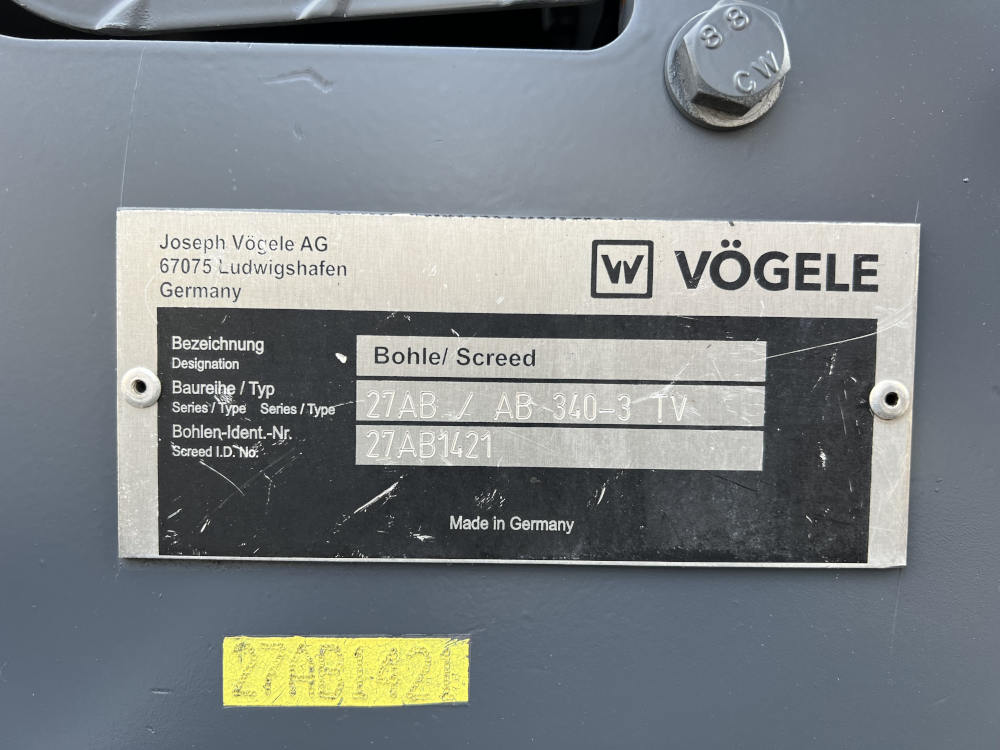 88
CW
Joseph Vögele AG
67075 Ludwigshafen
Germany
W VÖGELE
Bezeichnung
Designation
Bohle/ Screed
Baureihe / Typ
Series / Type Series / Type
27AB / AB 340-3 TV
Bohlen-Ident.-Nr.
Screed I.D. No.
27AB1421
Made in Germany
27AB1421